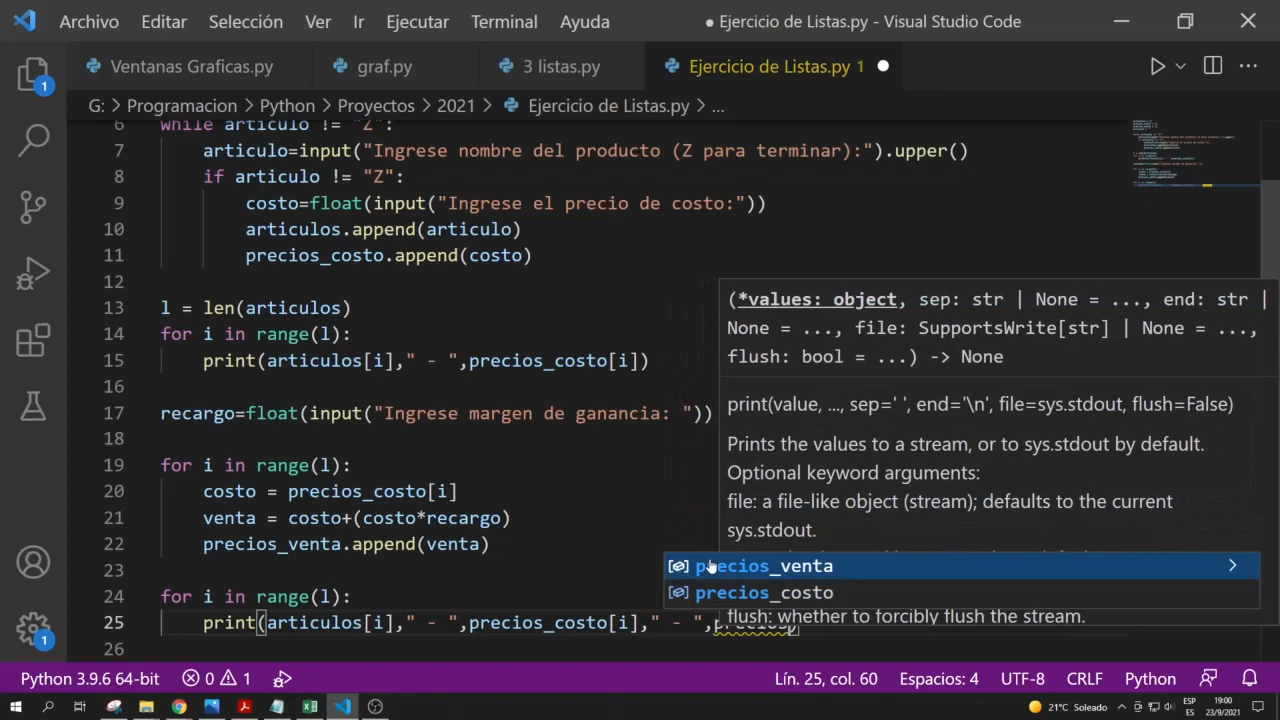 Archivo Editar Selección Ver Ir Ejecutar Terminal Ayuda ● Ejercicio de Listas.py - Visual Studio Code
Ventanas Graficas.py graf.py 3 listas.py Ejercicio de Listas.py 1
G: > Programacion > Python > Proyectos > 2021 > Ejercicio de Listas.py > ...
6 while articulo != "Z":
7 articulo=input("Ingrese nombre del producto (Z para terminar):").upper()
8 if articulo != "Z":
9 costo=float(input("Ingrese el precio de costo:"))
10 articulos.append(articulo)
11 precios_costo.append(costo)
12
13 l = len(articulos)
14 for i in range(l):
15 print(articulos[i]," - ",precios_costo[i])
16
17 recargo=float(input("Ingrese margen de ganancia: "))
18
19 for i in range(l):
20 costo = precios_costo[i]
21 venta = costo+(costo*recargo)
22 precios_venta.append(venta)
23
24 for i in range(l):
25 print(articulos[i]," - ",precios_costo[i]," - ",precios)
26
(*values: object, sep: str | None = ..., end: str |
None = ..., file: SupportsWrite[str] | None = ...,
flush: bool = ...) -> None
print(value, ..., sep=' ', end='\n', file=sys.stdout, flush=False)
Prints the values to a stream, or to sys.stdout by default.
Optional keyword arguments:
file: a file-like object (stream); defaults to the current
sys.stdout.
precios_venta
precios_costo
flush: whether to forcibly flush the stream.
1
1
Python 3.9.6 64-bit 0 1 Lín. 25, col. 60 Espacios: 4 UTF-8 CRLF Python
21°C Soleado ESP ES 19:00 23/9/2021